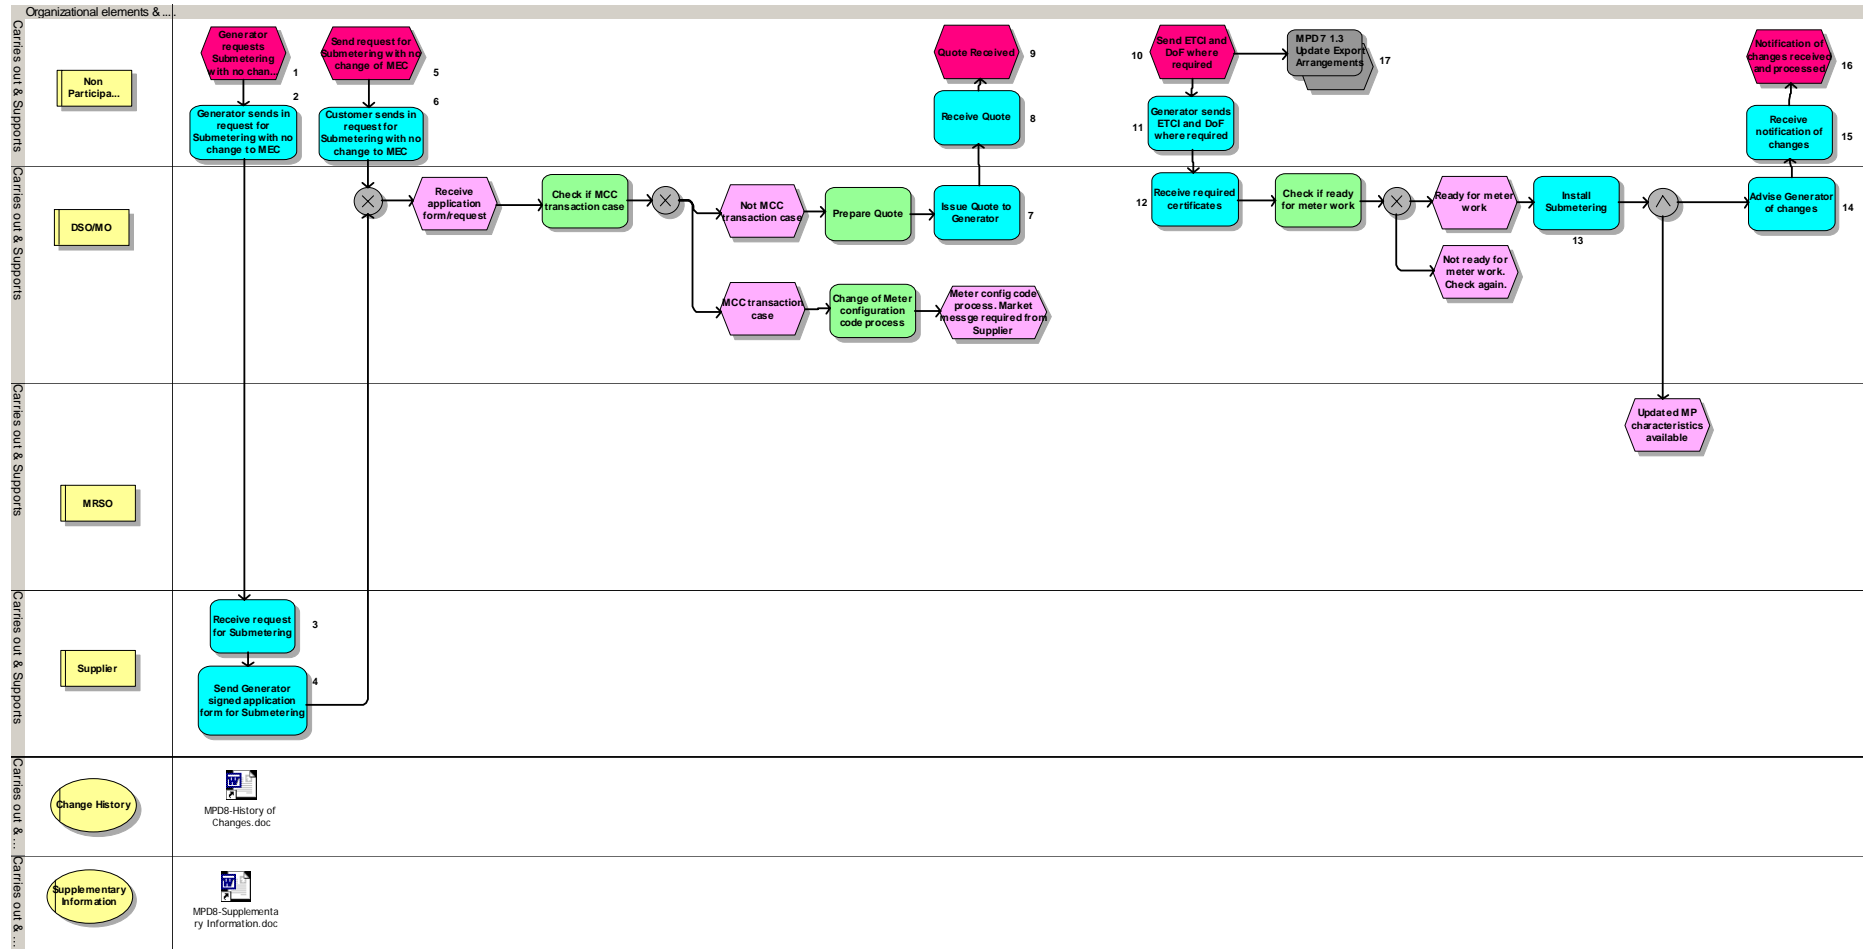 Organizational elements & ....
Carries out & Supports
Non
Participa...
Generator
requests
Submetering
with no chan...
1
2
Generator sends in
request for
Submetering with no
change to MEC
Send request for
Submetering with no
change of MEC
5
6
Customer sends in
request for
Submetering with no
change to MEC
Quote Received
9
Receive Quote
8
10
Send ETCI and
DoF where
required
MPD7 1.3
Update Export
Arrangements
17
11
Generator sends
ETCI and DoF
where required
Notification of
changes received
and processed
16
Receive
notification of
changes
15
Carries out & Supports
DSO/MO
Receive
application
form/request
Check if MCC
transaction case
Not MCC
transaction case
Prepare Quote
Issue Quote to
Generator
7
MCC transaction
case
Change of Meter
configuration
code process
Meter config code
process. Market
messge required from
Supplier
12
Receive required
certificates
Check if ready
for meter work
Ready for meter
work
Not ready for
meter work.
Check again.
Install
Submetering
13
Advise Generator
of changes
14
Carries out & Supports
MRSO
Updated MP
characteristics
available
Carries out & Supports
Supplier
Receive request
for Submetering
3
Send Generator
signed application
form for Submetering
4
Carries out & ...
Change History
MPD8-History of
Changes.doc
Carries out & ...
Supplementary
Information
MPD8-Supplementa
ry Information.doc